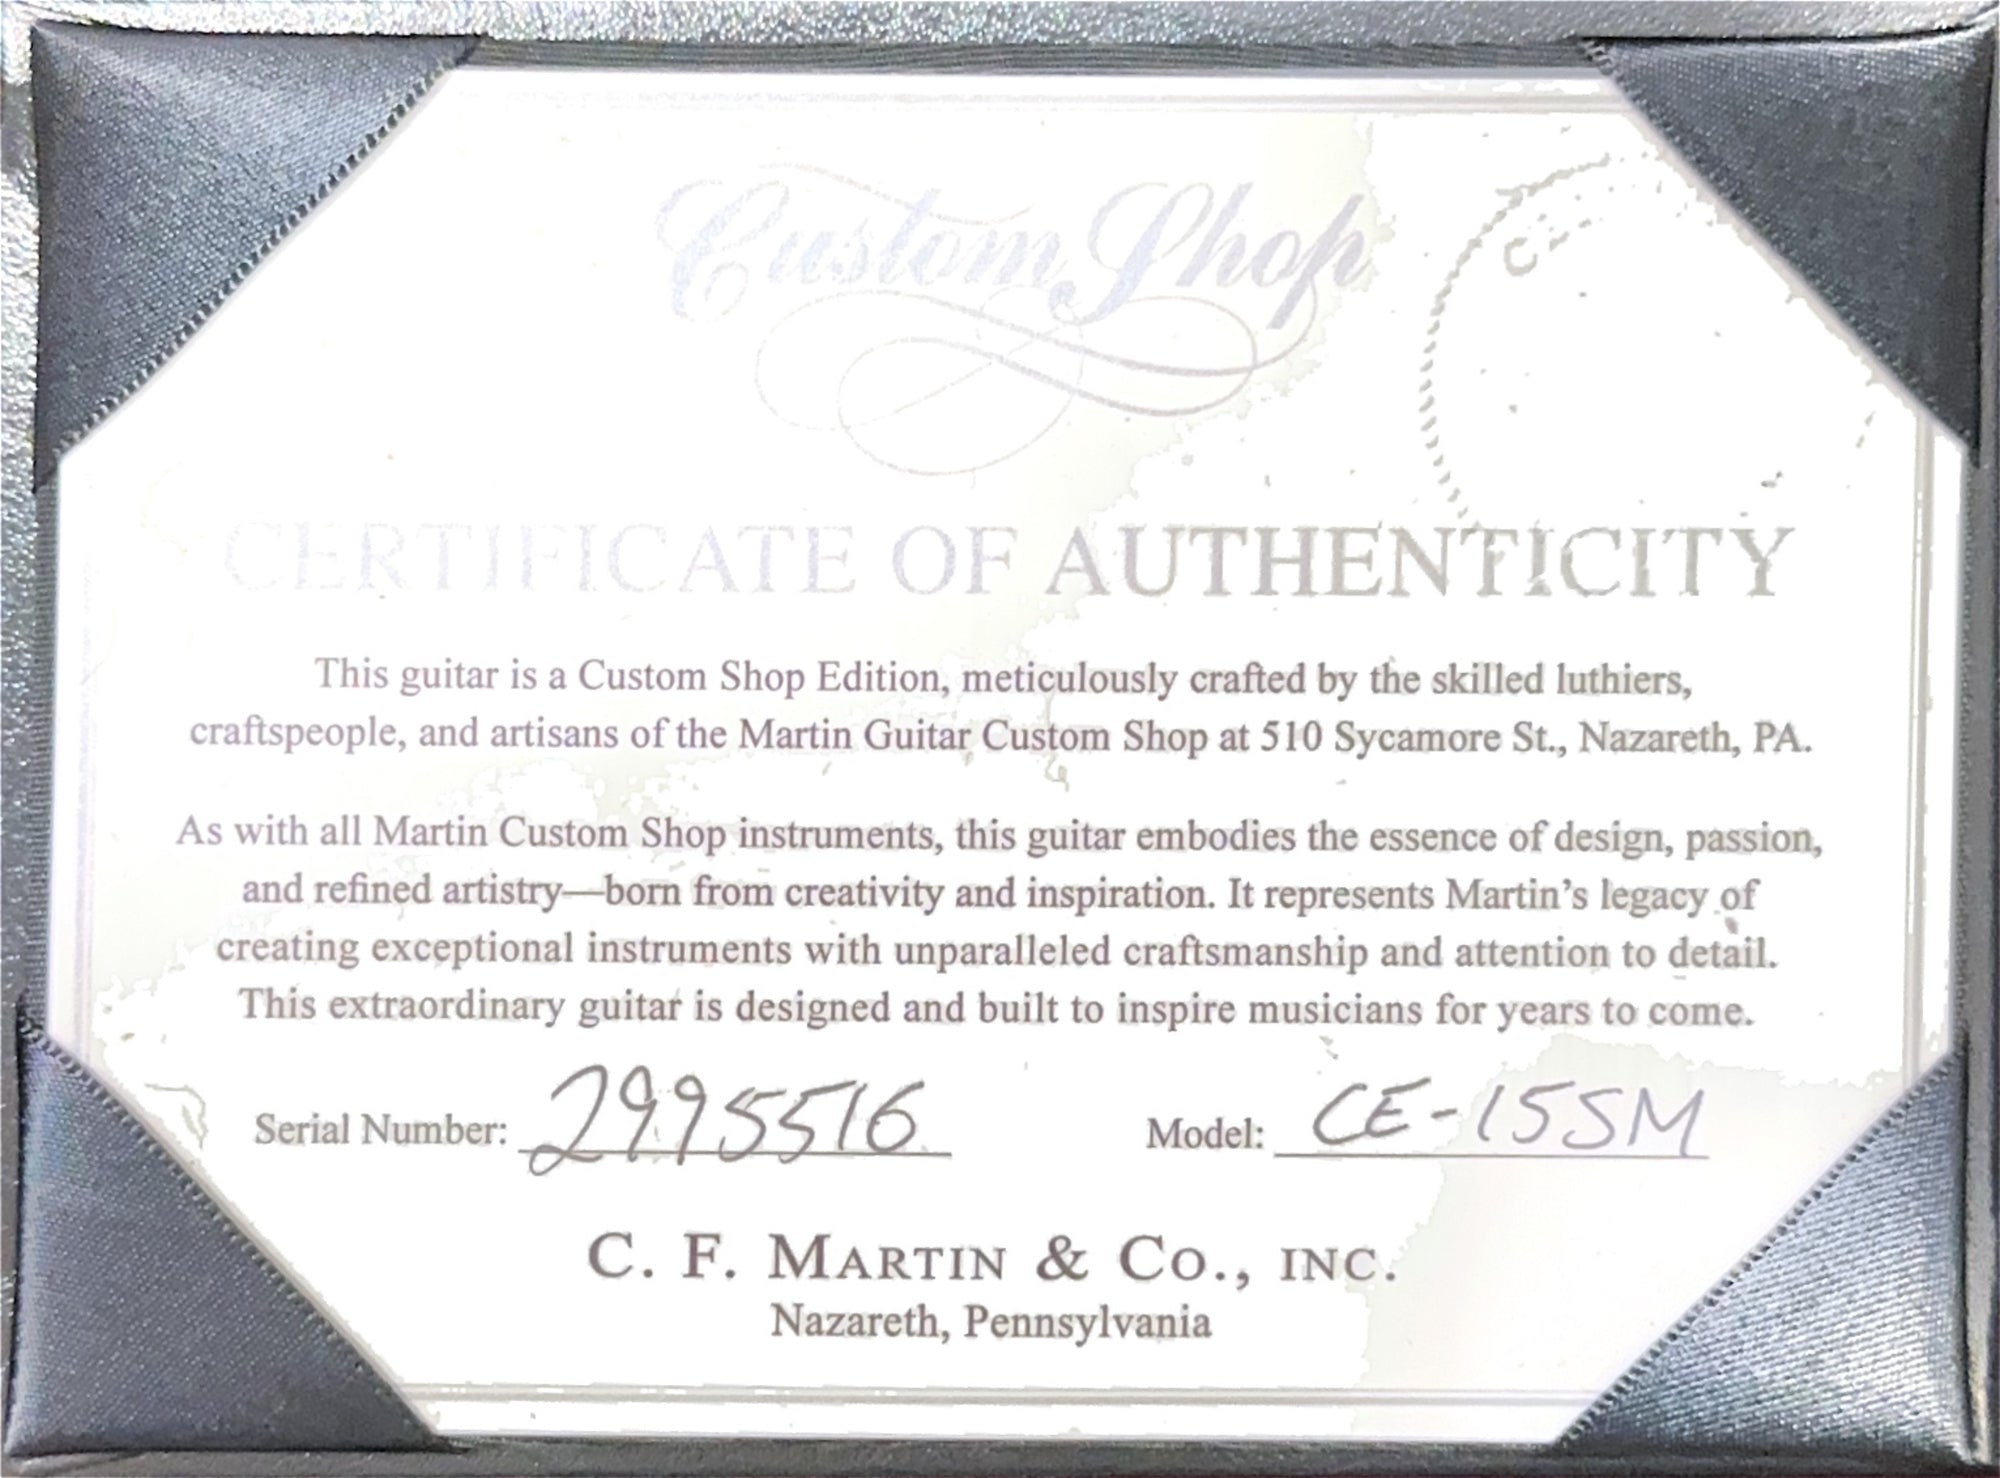 Custom Shop
CERTIFICATE OF AUTHENTICITY
This guitar is a Custom Shop Edition, meticulously crafted by the skilled luthiers,
craftspeople, and artisans of the Martin Guitar Custom Shop at 510 Sycamore St., Nazareth, PA.
As with all Martin Custom Shop instruments, this guitar embodies the essence of design, passion,
and refined artistry—born from creativity and inspiration. It represents Martin's legacy of
creating exceptional instruments with unparalleled craftsmanship and attention to detail.
This extraordinary guitar is designed and built to inspire musicians for years to come.
Serial Number: 2995516 Model: CE-15SM
C. F. MARTIN & CO., INC.
Nazareth, Pennsylvania